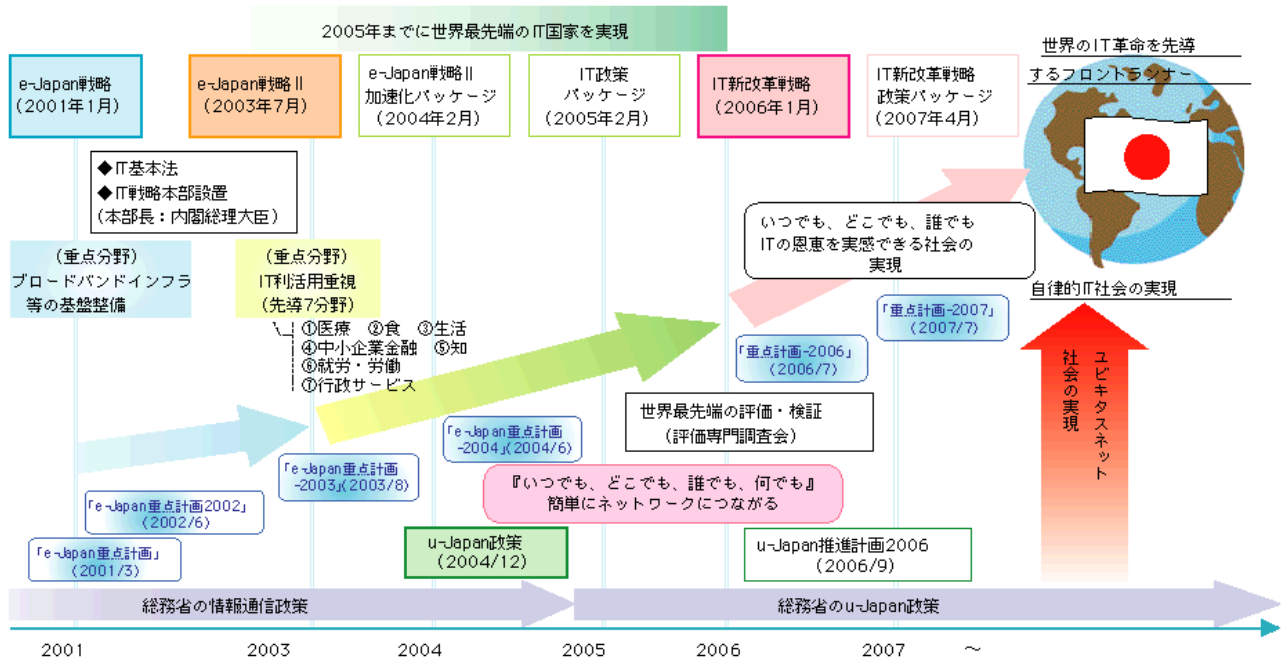 2005年までに世界最先端のIT国家を実現
e-Japan戦略
(2001年1月)
e-Japan戦略Ⅱ
(2003年7月)
e-Japan戦略Ⅱ
加速化パッケージ
(2004年2月)
IT政策
パッケージ
(2005年2月)
IT新改革戦略
(2006年1月)
IT新改革戦略
政策パッケージ
(2007年4月)
世界のIT革命を先導
するフロントランナー
◆IT基本法
◆IT戦略本部設置
(本部長:内閣総理大臣)
(重点分野)
ブロードバンドインフラ
等の基盤整備
(重点分野)
IT利活用重視
(先導7分野)
①医療 ②食 ③生活
④中小企業金融 ⑤知
⑥就労・労働
⑦行政サービス
いつでも、どこでも、誰でも
ITの恩恵を実感できる社会の
実現
自律的IT社会の実現
「重点計画-2007」
(2007/7)
「重点計画-2006」
(2006/7)
ユビキタスネット
社会の実現
世界最先端の評価・検証
(評価専門調査会)
「e-Japan重点計画
-2004」(2004/6)
「e-Japan重点計画
-2003」(2003/8)
『いつでも、どこでも、誰でも、何でも』
簡単にネットワークにつながる
「e-Japan重点計画2002」
(2002/6)
「e-Japan重点計画」
(2001/3)
u-Japan政策
(2004/12)
u-Japan推進計画2006
(2006/9)
総務省の情報通信政策
総務省のu-Japan政策
2001
2003
2004
2005
2006
2007
~